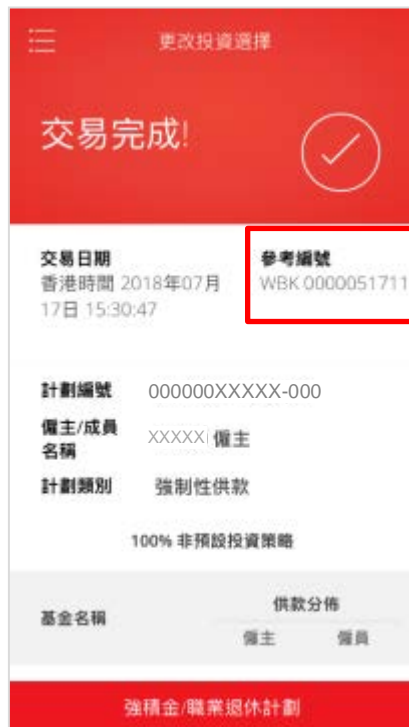 更改投資選擇
交易完成!
交易日期
香港時間 2018年07月
17日 15:30:47
參考編號
WBK 0000051711
計劃編號 000000XXXXX-000
僱主/成員
名稱
XXXXX 僱主
計劃類別 強制性供款
100% 非預設投資策略
基金名稱
供款分佈
僱主 僱員
強積金/職業退休計劃